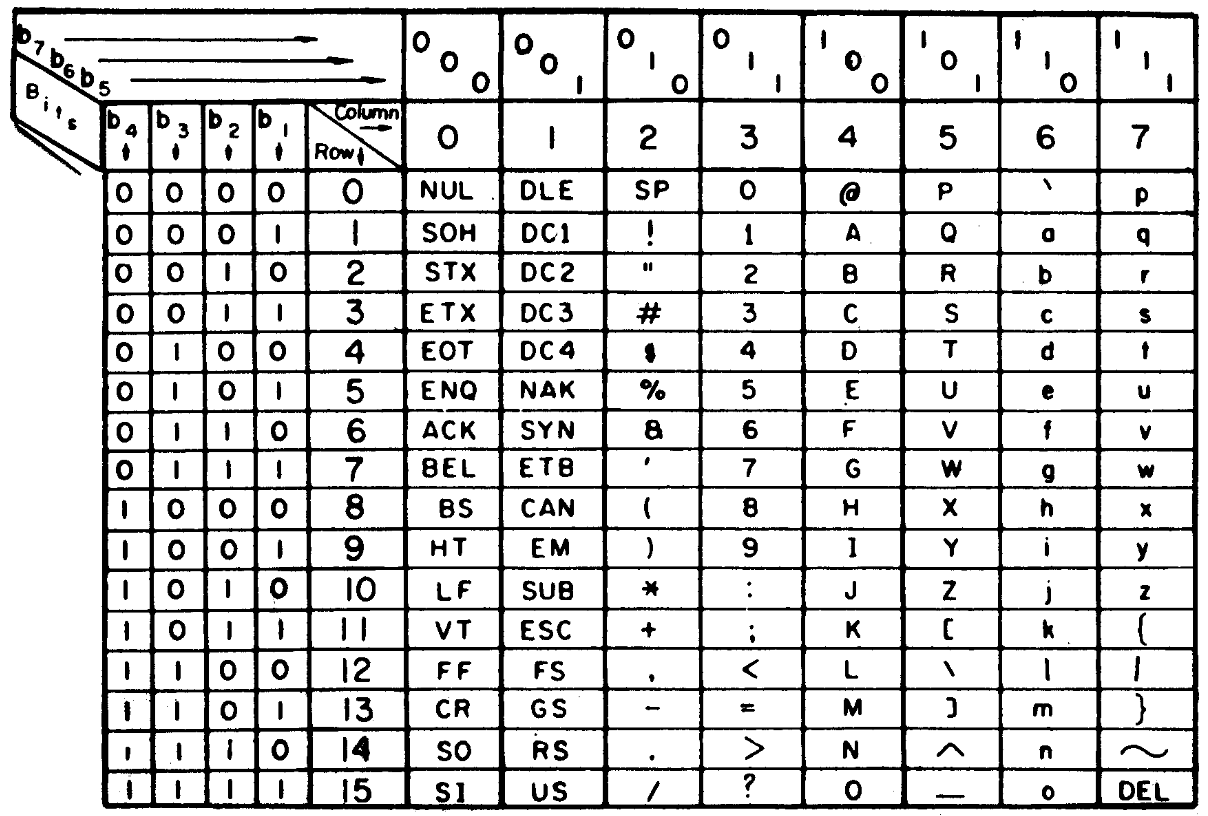 b7 b6 b5 0 0 0 0 0 1 0 1 0 0 1 1 1 0 0 1 0 1 1 1 0 1 1 1
Bits
b4 b3 b2 b1 Column Row 0 1 2 3 4 5 6 7
0 0 0 0 0 NUL DLE SP 0 @ P ` p
0 0 0 1 1 SOH DC1 ! 1 A Q a q
0 0 1 0 2 STX DC2 " 2 B R b r
0 0 1 1 3 ETX DC3 # 3 C S c s
0 1 0 0 4 EOT DC4 $ 4 D T d t
0 1 0 1 5 ENQ NAK % 5 E U e u
0 1 1 0 6 ACK SYN & 6 F V f v
0 1 1 1 7 BEL ETB ' 7 G W g w
1 0 0 0 8 BS CAN ( 8 H X h x
1 0 0 1 9 HT EM ) 9 I Y i y
1 0 1 0 10 LF SUB * : J Z j z
1 0 1 1 11 VT ESC + ; K [ k {
1 1 0 0 12 FF FS , < L \ l |
1 1 0 1 13 CR GS - = M ] m }
1 1 1 0 14 SO RS . > N ^ n ~
1 1 1 1 15 SI US / ? O _ o DEL